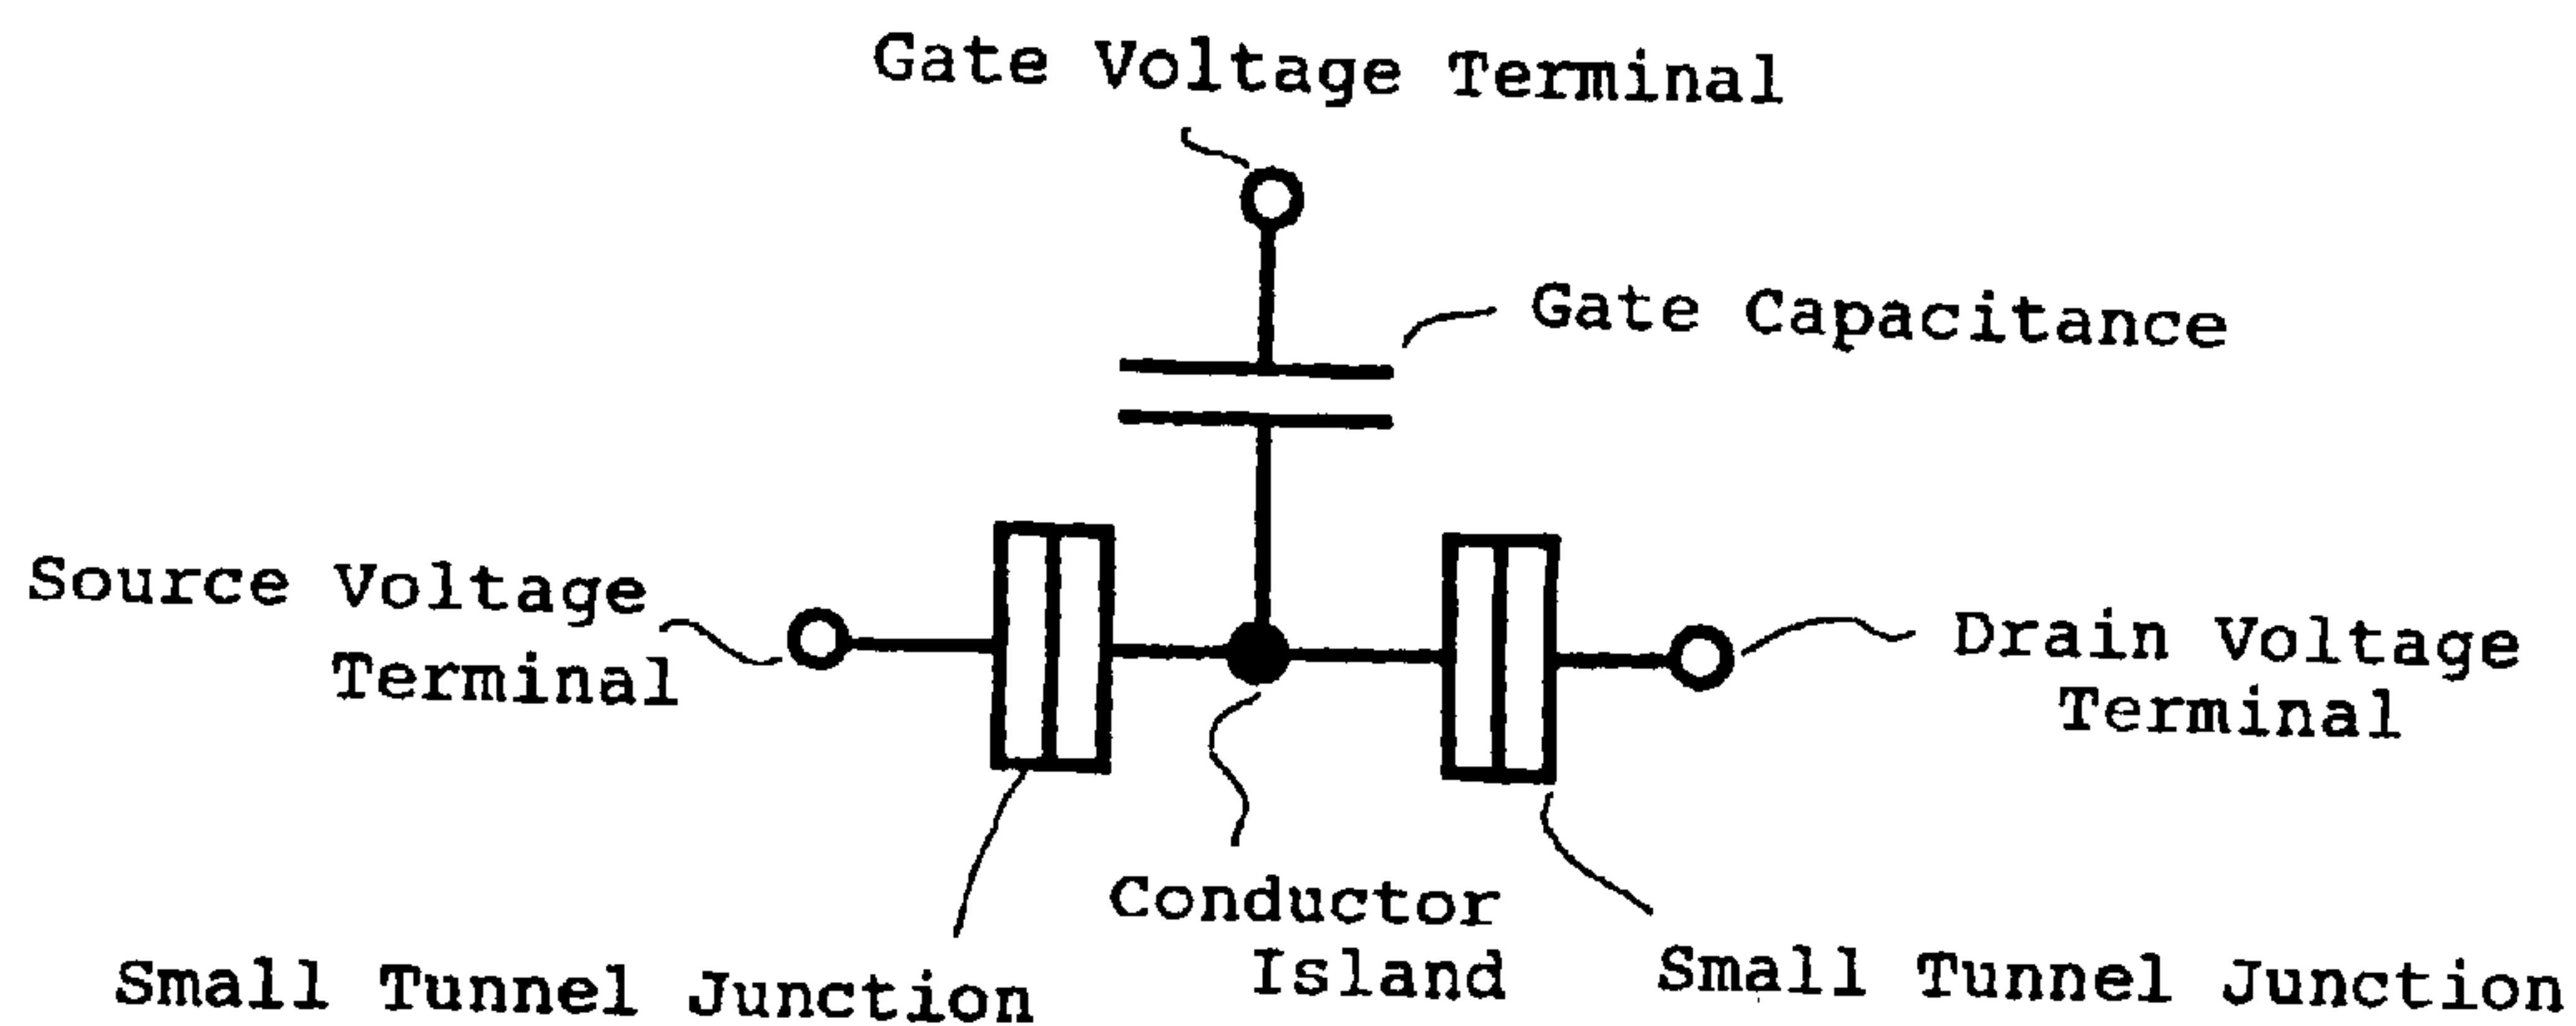 Gate Voltage Terminal
Gate Capacitance
Source Voltage
Terminal
Drain Voltage
Terminal
Conductor
Island
Small Tunnel Junction
Small Tunnel Junction